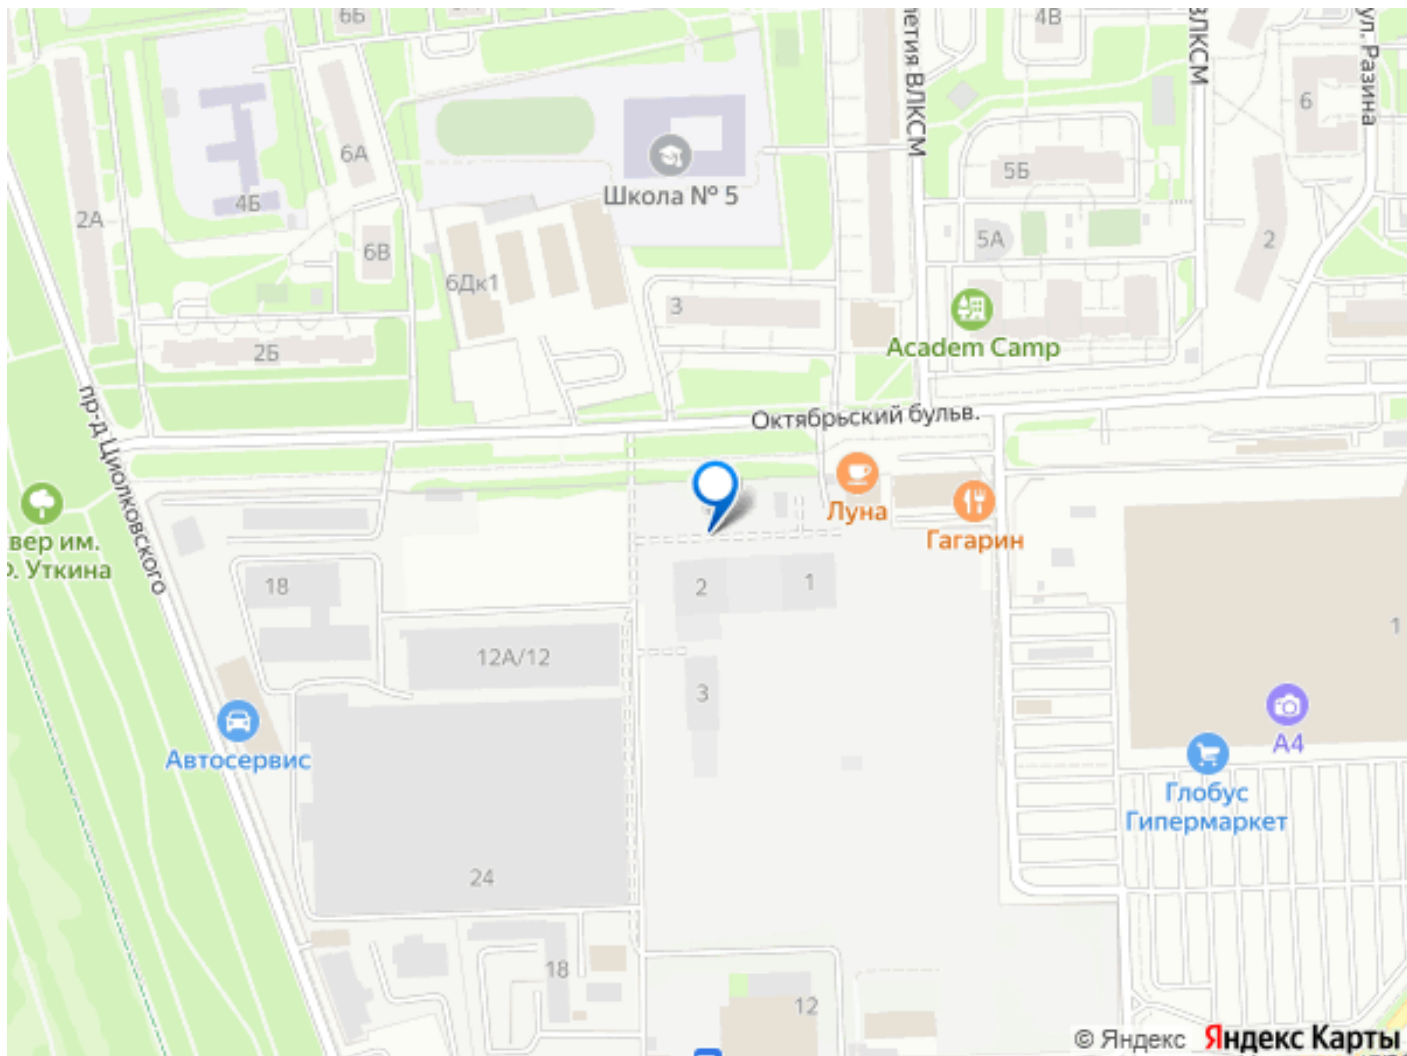 6Б
4В
ул. Разина
летия ВЛКСМ
ВЛКСМ
6
6А
Школа № 5
5Б
4Б
2А
6В
5А
2
6Дк1
3
2Б
Academ Camp
пр-д Циолковского
Октябрьский бульв.
Луна
Гагарин
вер им.
Уткина
18
2
1
12А/12
3
1
Автосервис
А4
Глобус
Гипермаркет
24
18
12
© Яндекс Яндекс Карты